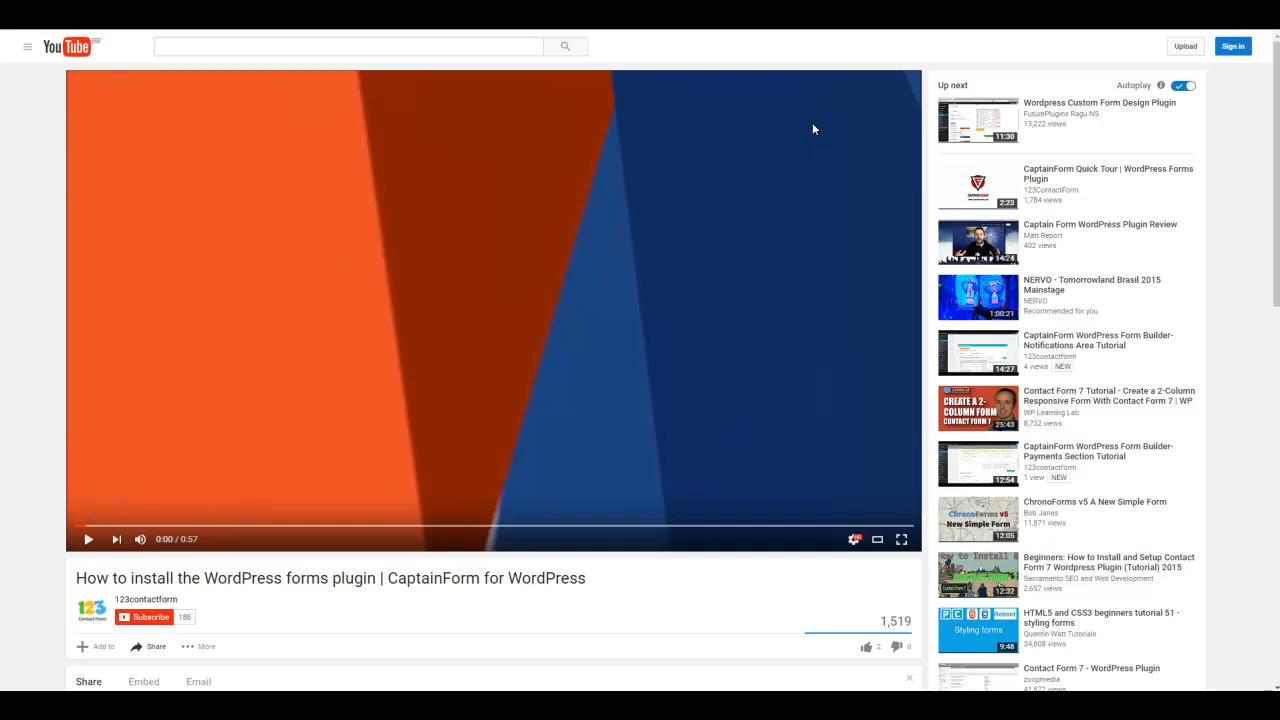 YouTube BR
Upload
Sign in
Up next
Autoplay
Wordpress Custom Form Design Plugin
FuturePlugins Ragu NS
13,222 views
11:30
CaptainForm Quick Tour | WordPress Forms
Plugin
123ContactForm
1,784 views
2:23
Captain Form WordPress Plugin Review
Matt Report
402 views
14:24
NERVO - Tomorrowland Brasil 2015
Mainstage
NERVO
Recommended for you
1:00:21
CaptainForm WordPress Form Builder-
Notifications Area Tutorial
123contactform
4 views NEW
14:27
Contact Form 7 Tutorial - Create a 2-Column
Responsive Form With Contact Form 7 | WP
WP Learning Lab
8,732 views
CREATE A 2-
COLUMN FORM
CONTACT FORM 7
25:43
CaptainForm WordPress Form Builder-
Payments Section Tutorial
123contactform
1 view NEW
12:54
ChronoForms v5 A New Simple Form
Bob Janes
11,871 views
ChronoForms v5
New Simple Form
12:05
Beginners: How to Install and Setup Contact
Form 7 Wordpress Plugin (Tutorial) 2015
Sacramento SEO and Web Development
2,657 views
How to Install &
12:32
HTML5 and CSS3 beginners tutorial 51 -
styling forms
Quentin Watt Tutorials
34,808 views
PC
Reboot
Styling forms
9:48
Contact Form 7 - WordPress Plugin
zoopmedia
41,872 views
0:00 / 0:57
HD
How to install the WordPress forms plugin | CaptainForm for WordPress
123
Contact Form
123contactform
Subscribe 186
1,519
Add to
Share
More
2
0
Share
Embed
Email